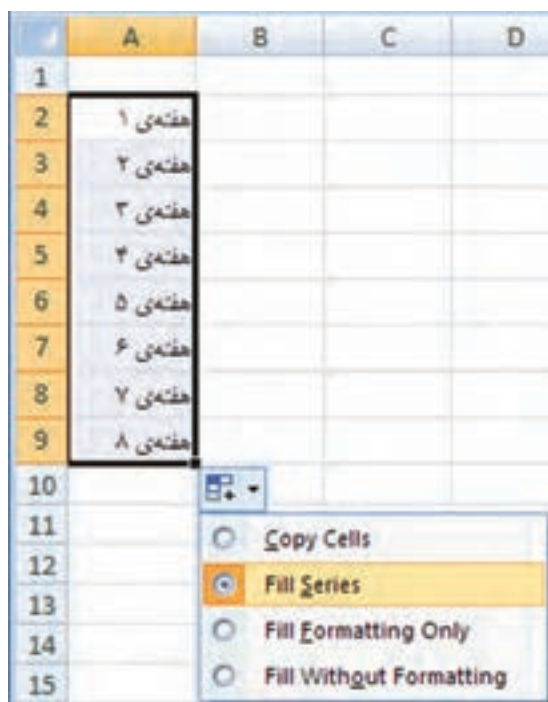 A B C D
1
2 هفته‌ی ۱
3 هفته‌ی ۲
4 هفته‌ی ۳
5 هفته‌ی ۴
6 هفته‌ی ۵
7 هفته‌ی ۶
8 هفته‌ی ۷
9 هفته‌ی ۸
10
11
12
13
14
15
Copy Cells
Fill Series
Fill Formatting Only
Fill Without Formatting